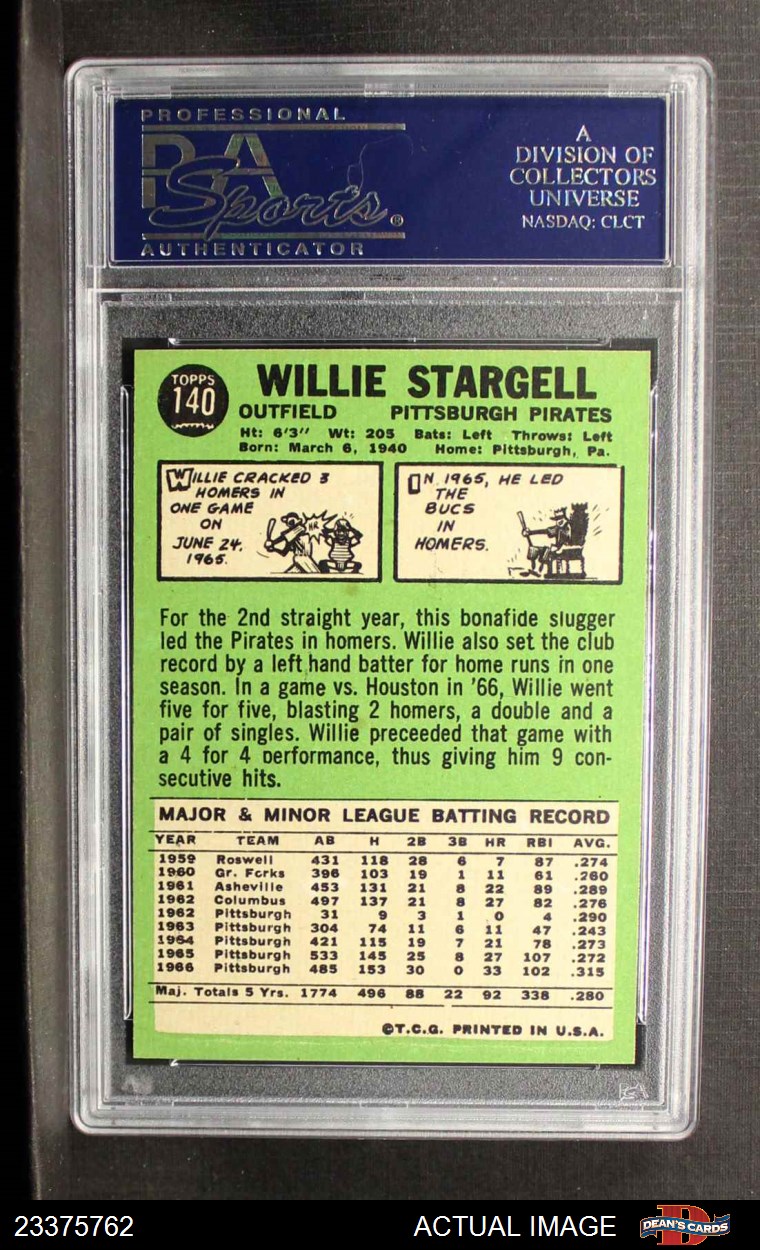 PROFESSIONAL
PSA
Sports®
AUTHENTICATOR
A
DIVISION OF
COLLECTORS
UNIVERSE
NASDAQ: CLCT
TOPPS
140
WILLIE STARGELL
OUTFIELD PITTSBURGH PIRATES
Ht: 6'3" Wt: 205 Bats: Left Throws: Left
Born: March 6, 1940 Home: Pittsburgh, Pa.
WILLIE CRACKED 3
HOMERS IN
ONE GAME
ON
JUNE 24,
1965.
HR
IN 1965, HE LED
THE
BUCS
IN
HOMERS.
For the 2nd straight year, this bonafide slugger
led the Pirates in homers. Willie also set the club
record by a left hand batter for home runs in one
season. In a game vs. Houston in '66, Willie went
five for five, blasting 2 homers, a double and a
pair of singles. Willie preceeded that game with
a 4 for 4 performance, thus giving him 9 con-
secutive hits.
MAJOR & MINOR LEAGUE BATTING RECORD
YEAR TEAM AB H 2B 3B HR RBI AVG.
1959 Roswell 431 118 28 6 7 87 .274
1960 Gr. Forks 396 103 19 1 11 61 .260
1961 Asheville 453 131 21 8 22 89 .289
1962 Columbus 497 137 21 8 27 82 .276
1962 Pittsburgh 31 9 3 1 0 4 .290
1963 Pittsburgh 304 74 11 6 11 47 .243
1964 Pittsburgh 421 115 19 7 21 78 .273
1965 Pittsburgh 533 145 25 8 27 107 .272
1966 Pittsburgh 485 153 30 0 33 102 .315
Maj. Totals 5 Yrs. 1774 496 88 22 92 338 .280
©T.C.G. PRINTED IN U.S.A.
PSA
23375762 ACTUAL IMAGE D DEAN'S CARDS